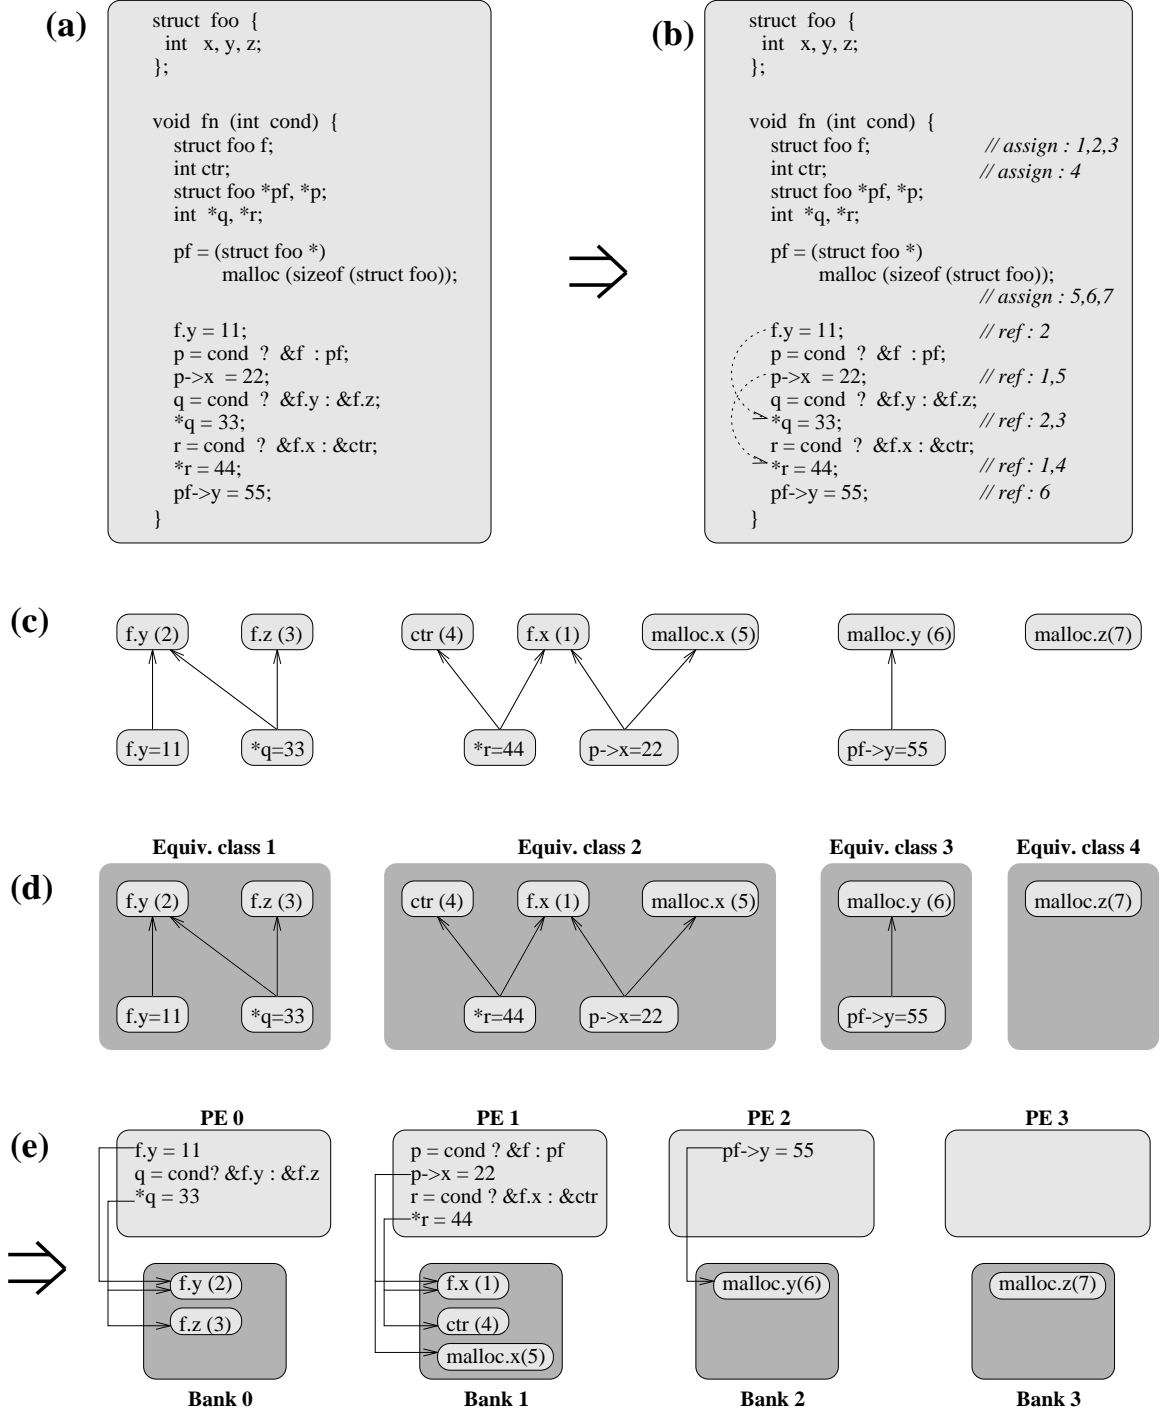 (a)
struct foo {
int x, y, z;
};
void fn (int cond) {
struct foo f;
int ctr;
struct foo *pf, *p;
int *q, *r;
pf = (struct foo *)
malloc (sizeof (struct foo));
f.y = 11;
p = cond ? &f : pf;
p->x = 22;
q = cond ? &f.y : &f.z;
*q = 33;
r = cond ? &f.x : &ctr;
*r = 44;
pf->y = 55;
}
(b)
struct foo {
int x, y, z;
};
void fn (int cond) {
struct foo f; // assign : 1,2,3
int ctr; // assign : 4
struct foo *pf, *p;
int *q, *r;
pf = (struct foo *)
malloc (sizeof (struct foo));
// assign : 5,6,7
f.y = 11; // ref : 2
p = cond ? &f : pf;
p->x = 22; // ref : 1,5
q = cond ? &f.y : &f.z;
*q = 33; // ref : 2,3
r = cond ? &f.x : &ctr;
*r = 44; // ref : 1,4
pf->y = 55; // ref : 6
}
(c)
f.y (2) f.z (3) ctr (4) f.x (1) malloc.x (5) malloc.y (6) malloc.z(7)
f.y=11 *q=33 *r=44 p->x=22 pf->y=55
Equiv. class 1 Equiv. class 2 Equiv. class 3 Equiv. class 4
(d)
f.y (2) f.z (3) ctr (4) f.x (1) malloc.x (5) malloc.y (6) malloc.z(7)
f.y=11 *q=33 *r=44 p->x=22 pf->y=55
(e)
PE 0
f.y = 11
q = cond? &f.y : &f.z
*q = 33
f.y (2)
f.z (3)
Bank 0
PE 1
p = cond ? &f : pf
p->x = 22
r = cond ? &f.x : &ctr
*r = 44
f.x (1)
ctr (4)
malloc.x(5)
Bank 1
PE 2
pf->y = 55
malloc.y(6)
Bank 2
PE 3
malloc.z(7)
Bank 3